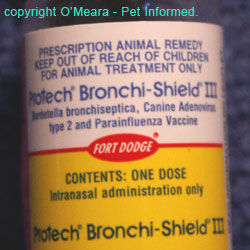 copyright O'Meara - Pet Informed.
PRESCRIPTION ANIMAL REMEDY
KEEP OUT OF REACH OF CHILDREN
FOR ANIMAL TREATMENT ONLY
Protech® Bronchi-Shield® III
Bordetella bronchiseptica, Canine Adenovirus
type 2 and Parainfluenza Vaccine
FORT DODGE®
CONTENTS: ONE DOSE
Intranasal administration only
Protech® Bronchi-Shield® III